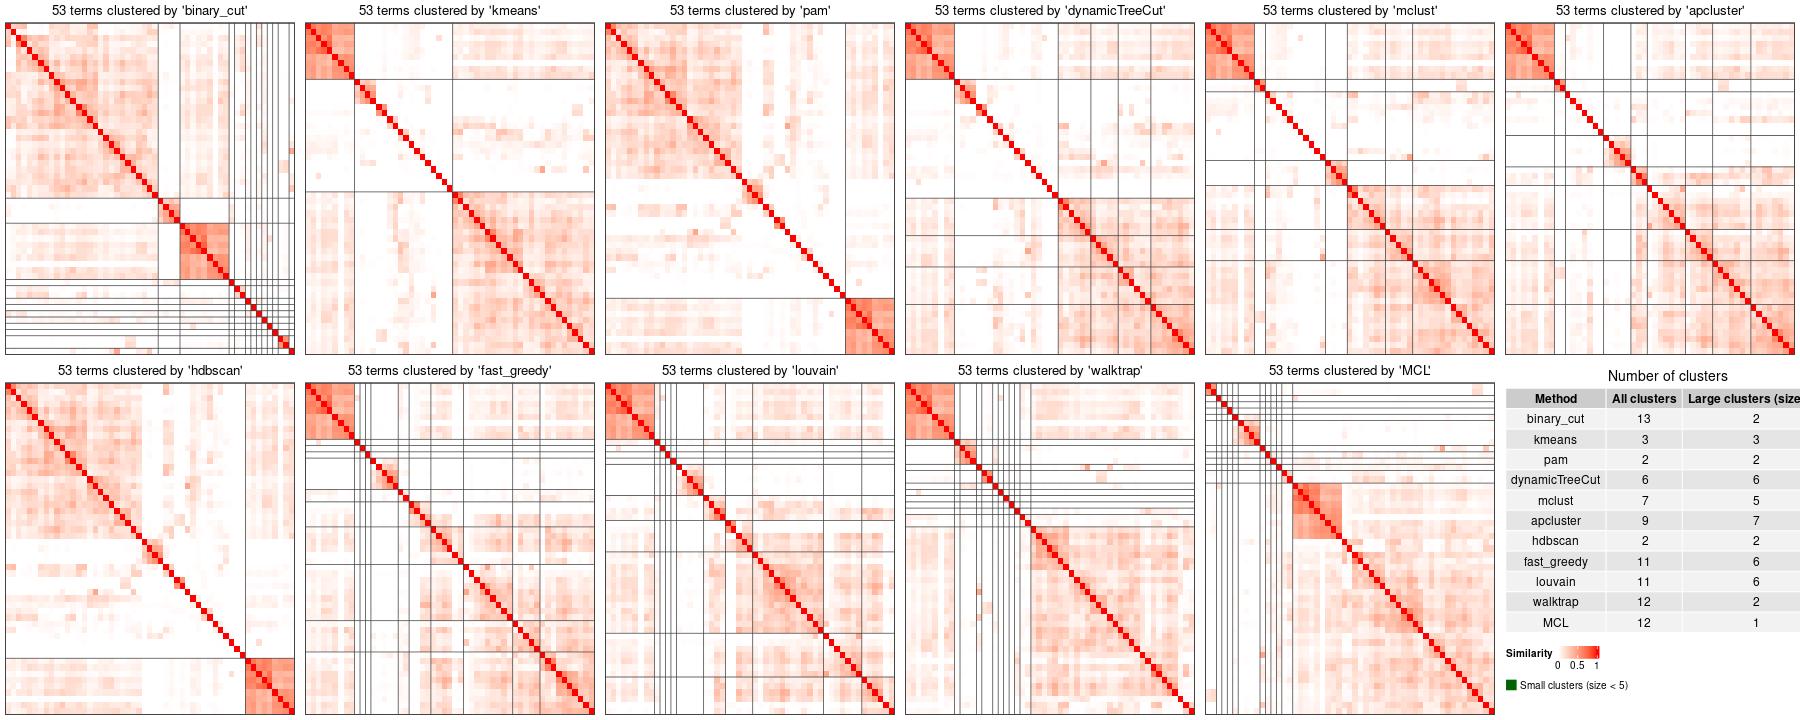 53 terms clustered by 'binary_cut'
53 terms clustered by 'kmeans'
53 terms clustered by 'pam'
53 terms clustered by 'dynamicTreeCut'
53 terms clustered by 'mclust'
53 terms clustered by 'apcluster'
53 terms clustered by 'hdbscan'
53 terms clustered by 'fast_greedy'
53 terms clustered by 'louvain'
53 terms clustered by 'walktrap'
53 terms clustered by 'MCL'
Number of clusters
Method All clusters Large clusters (size
binary_cut 13 2
kmeans 3 3
pam 2 2
dynamicTreeCut 6 6
mclust 7 5
apcluster 9 7
hdbscan 2 2
fast_greedy 11 6
louvain 11 6
walktrap 12 2
MCL 12 1
Similarity
0 0.5 1
Small clusters (size < 5)